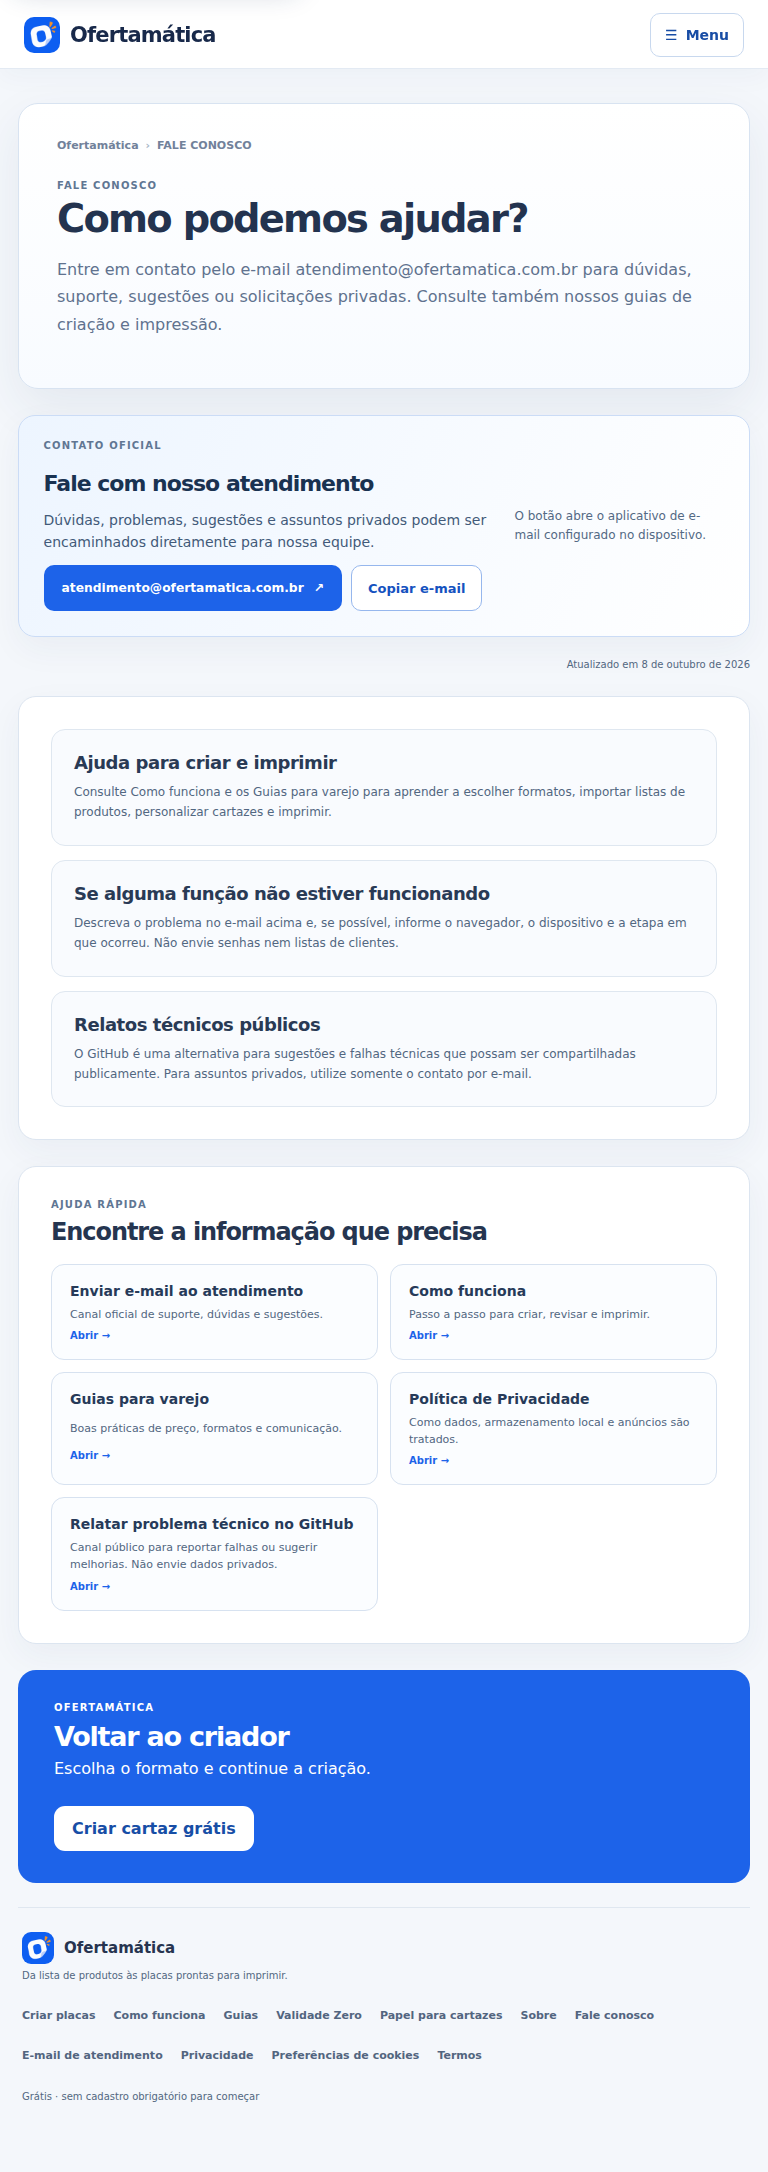 Ofertamática
☰ Menu
Ofertamática › FALE CONOSCO
FALE CONOSCO
Como podemos ajudar?
Entre em contato pelo e-mail atendimento@ofertamatica.com.br para dúvidas,
suporte, sugestões ou solicitações privadas. Consulte também nossos guias de
criação e impressão.
CONTATO OFICIAL
Fale com nosso atendimento
Dúvidas, problemas, sugestões e assuntos privados podem ser
encaminhados diretamente para nossa equipe.
atendimento@ofertamatica.com.br ↗
Copiar e-mail
O botão abre o aplicativo de e-
mail configurado no dispositivo.
Atualizado em 8 de outubro de 2026
Ajuda para criar e imprimir
Consulte Como funciona e os Guias para varejo para aprender a escolher formatos, importar listas de
produtos, personalizar cartazes e imprimir.
Se alguma função não estiver funcionando
Descreva o problema no e-mail acima e, se possível, informe o navegador, o dispositivo e a etapa em
que ocorreu. Não envie senhas nem listas de clientes.
Relatos técnicos públicos
O GitHub é uma alternativa para sugestões e falhas técnicas que possam ser compartilhadas
publicamente. Para assuntos privados, utilize somente o contato por e-mail.
AJUDA RÁPIDA
Encontre a informação que precisa
Enviar e-mail ao atendimento
Canal oficial de suporte, dúvidas e sugestões.
Abrir →
Como funciona
Passo a passo para criar, revisar e imprimir.
Abrir →
Guias para varejo
Boas práticas de preço, formatos e comunicação.
Abrir →
Política de Privacidade
Como dados, armazenamento local e anúncios são
tratados.
Abrir →
Relatar problema técnico no GitHub
Canal público para reportar falhas ou sugerir
melhorias. Não envie dados privados.
Abrir →
OFERTAMÁTICA
Voltar ao criador
Escolha o formato e continue a criação.
Criar cartaz grátis
Ofertamática
Da lista de produtos às placas prontas para imprimir.
Criar placas Como funciona Guias Validade Zero Papel para cartazes Sobre Fale conosco
E-mail de atendimento Privacidade Preferências de cookies Termos
Grátis · sem cadastro obrigatório para começar